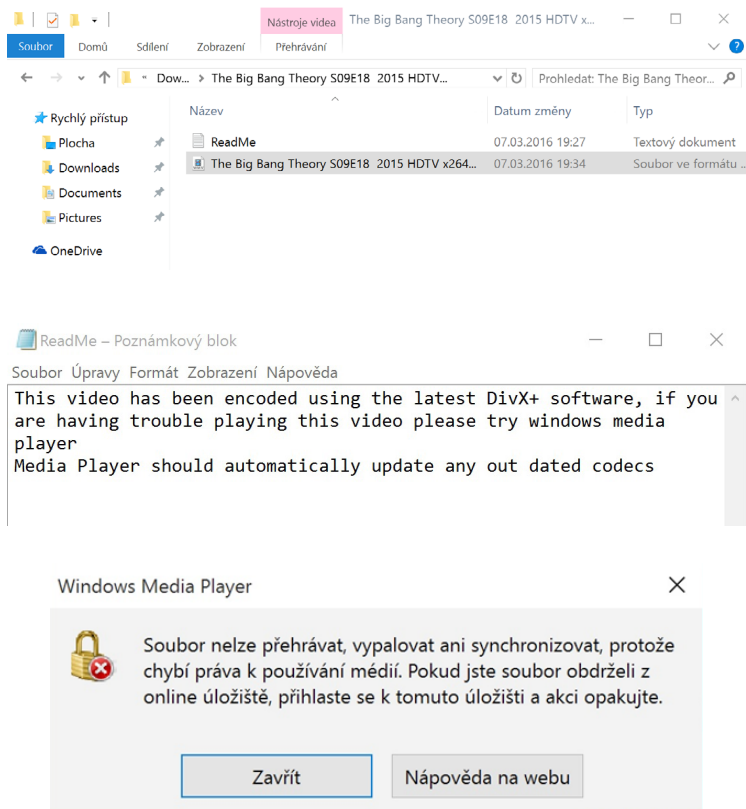 Nástroje videa The Big Bang Theory S09E18 2015 HDTV x...
Soubor Domů Sdílení Zobrazení Přehrávání
Dow... The Big Bang Theory S09E18 2015 HDTV... Prohledat: The Big Bang Theor...
Rychlý přístup
Plocha
Downloads
Documents
Pictures
OneDrive
Název Datum změny Typ
ReadMe 07.03.2016 19:27 Textový dokument
The Big Bang Theory S09E18 2015 HDTV x264... 07.03.2016 19:34 Soubor ve formátu ..
ReadMe – Poznámkový blok
Soubor Úpravy Formát Zobrazení Nápověda
This video has been encoded using the latest DivX+ software, if you
are having trouble playing this video please try windows media
player
Media Player should automatically update any out dated codecs
Windows Media Player
Soubor nelze přehrávat, vypalovat ani synchronizovat, protože
chybí práva k používání médií. Pokud jste soubor obdrželi z
online úložiště, přihlaste se k tomuto úložišti a akci opakujte.
Zavřít Nápověda na webu